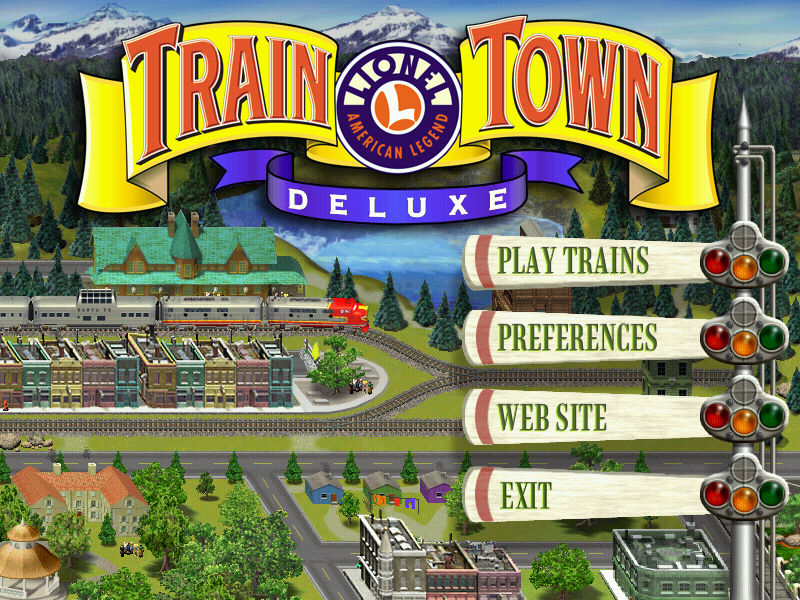 TRAIN TOWN
LIONEL
AMERICAN LEGEND
L
DELUXE
PLAY TRAINS
PREFERENCES
WEB SITE
EXIT